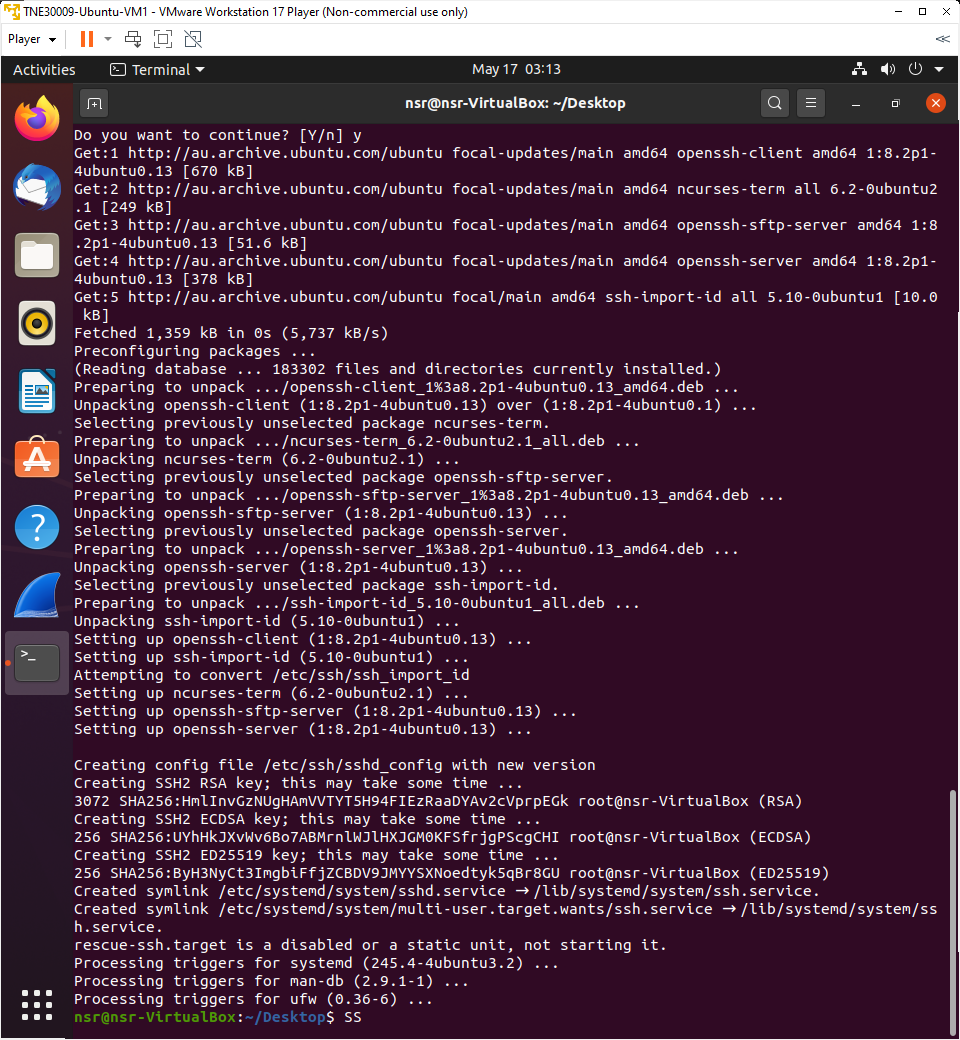 TNE30009-Ubuntu-VM1 - VMware Workstation 17 Player (Non-commercial use only)
Player
Activities Terminal May 17 03:13
nsr@nsr-VirtualBox: ~/Desktop
Do you want to continue? [Y/n] y
Get:1 http://au.archive.ubuntu.com/ubuntu focal-updates/main amd64 openssh-client amd64 1:8.2p1-
4ubuntu0.13 [670 kB]
Get:2 http://au.archive.ubuntu.com/ubuntu focal-updates/main amd64 ncurses-term all 6.2-0ubuntu2
.1 [249 kB]
Get:3 http://au.archive.ubuntu.com/ubuntu focal-updates/main amd64 openssh-sftp-server amd64 1:8
.2p1-4ubuntu0.13 [51.6 kB]
Get:4 http://au.archive.ubuntu.com/ubuntu focal-updates/main amd64 openssh-server amd64 1:8.2p1-
4ubuntu0.13 [378 kB]
Get:5 http://au.archive.ubuntu.com/ubuntu focal/main amd64 ssh-import-id all 5.10-0ubuntu1 [10.0
 kB]
Fetched 1,359 kB in 0s (5,737 kB/s)
Preconfiguring packages ...
(Reading database ... 183302 files and directories currently installed.)
Preparing to unpack .../openssh-client_1%3a8.2p1-4ubuntu0.13_amd64.deb ...
Unpacking openssh-client (1:8.2p1-4ubuntu0.13) over (1:8.2p1-4ubuntu0.1) ...
Selecting previously unselected package ncurses-term.
Preparing to unpack .../ncurses-term_6.2-0ubuntu2.1_all.deb ...
Unpacking ncurses-term (6.2-0ubuntu2.1) ...
Selecting previously unselected package openssh-sftp-server.
Preparing to unpack .../openssh-sftp-server_1%3a8.2p1-4ubuntu0.13_amd64.deb ...
Unpacking openssh-sftp-server (1:8.2p1-4ubuntu0.13) ...
Selecting previously unselected package openssh-server.
Preparing to unpack .../openssh-server_1%3a8.2p1-4ubuntu0.13_amd64.deb ...
Unpacking openssh-server (1:8.2p1-4ubuntu0.13) ...
Selecting previously unselected package ssh-import-id.
Preparing to unpack .../ssh-import-id_5.10-0ubuntu1_all.deb ...
Unpacking ssh-import-id (5.10-0ubuntu1) ...
Setting up openssh-client (1:8.2p1-4ubuntu0.13) ...
Setting up ssh-import-id (5.10-0ubuntu1) ...
Attempting to convert /etc/ssh/ssh_import_id
Setting up ncurses-term (6.2-0ubuntu2.1) ...
Setting up openssh-sftp-server (1:8.2p1-4ubuntu0.13) ...
Setting up openssh-server (1:8.2p1-4ubuntu0.13) ...
Creating config file /etc/ssh/sshd_config with new version
Creating SSH2 RSA key; this may take some time ...
3072 SHA256:HmlInvGzNUgHAmVVTYT5H94FIEzRaaDYAv2cVprpEGk root@nsr-VirtualBox (RSA)
Creating SSH2 ECDSA key; this may take some time ...
256 SHA256:UYhHkJXvWv6Bo7ABMrnlWJlHXJGM0KFSfrjgPScgCHI root@nsr-VirtualBox (ECDSA)
Creating SSH2 ED25519 key; this may take some time ...
256 SHA256:ByH3NyCt3ImgbiFfjZCBDV9JMYYSXNoedtyk5qBr8GU root@nsr-VirtualBox (ED25519)
Created symlink /etc/systemd/system/sshd.service → /lib/systemd/system/ssh.service.
Created symlink /etc/systemd/system/multi-user.target.wants/ssh.service → /lib/systemd/system/ss
h.service.
rescue-ssh.target is a disabled or a static unit, not starting it.
Processing triggers for systemd (245.4-4ubuntu3.2) ...
Processing triggers for man-db (2.9.1-1) ...
Processing triggers for ufw (0.36-6) ...
nsr@nsr-VirtualBox:~/Desktop$ SS